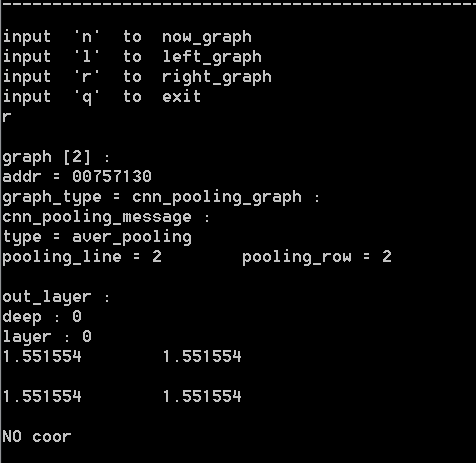 --------------------------------------------------------
input  'n'  to  now_graph
input  'l'  to  left_graph
input  'r'  to  right_graph
input  'q'  to  exit
r
graph [2] :
addr = 00757130
graph_type = cnn_pooling_graph :
cnn_pooling_message :
type = aver_pooling
pooling_line = 2          pooling_row = 2
out_layer :
deep : 0
layer : 0
1.551554          1.551554
1.551554          1.551554
NO coor